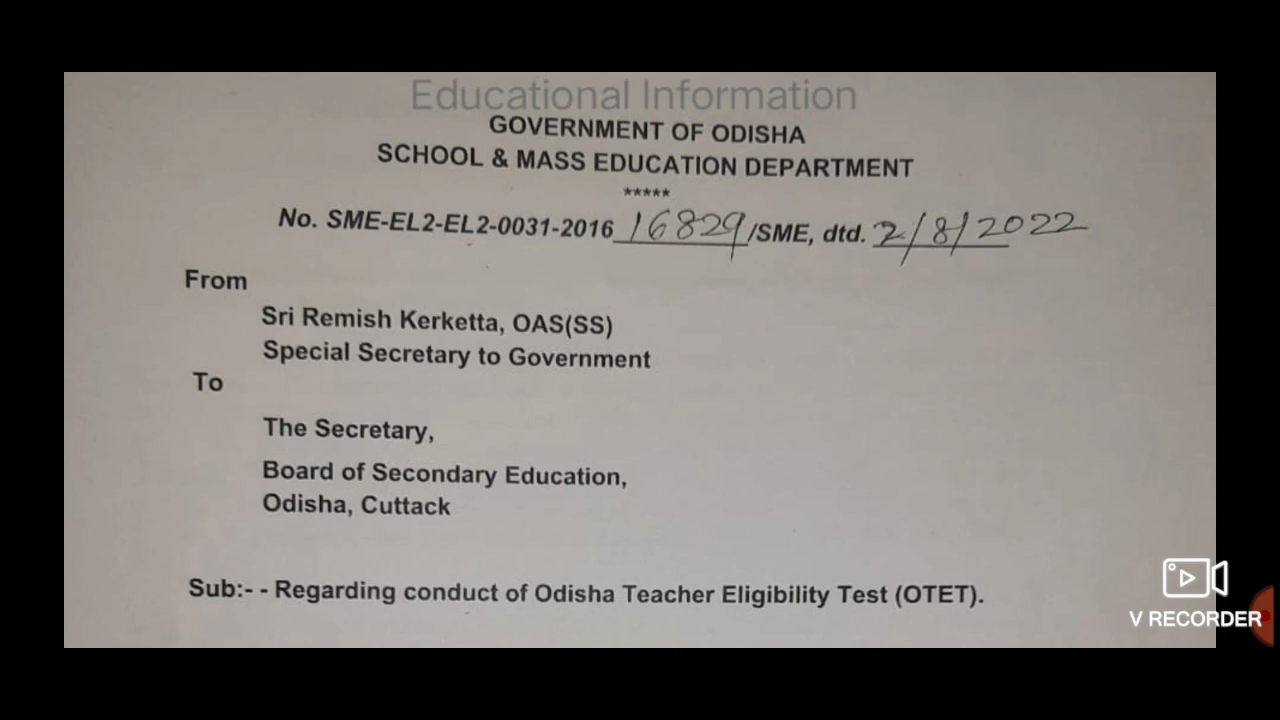 Educational Information
GOVERNMENT OF ODISHA
SCHOOL & MASS EDUCATION DEPARTMENT
*****
No. SME-EL2-EL2-0031-2016 16829/SME, dtd. 2/8/2022
From
Sri Remish Kerketta, OAS(SS)
Special Secretary to Government
To
The Secretary,
Board of Secondary Education,
Odisha, Cuttack
Sub:- - Regarding conduct of Odisha Teacher Eligibility Test (OTET).
V RECORDER